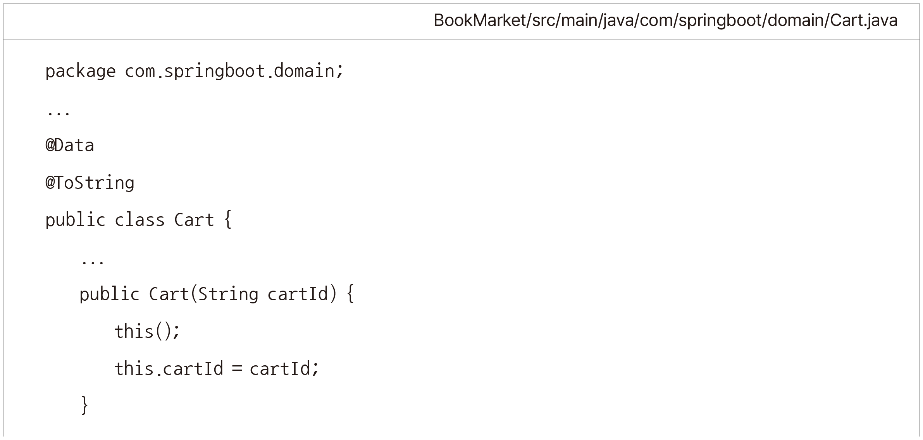 BookMarket/src/main/java/com/springboot/domain/Cart.java
package com.springboot.domain;
...
@Data
@ToString
public class Cart {
...
public Cart(String cartId) {
this();
this.cartId = cartId;
}